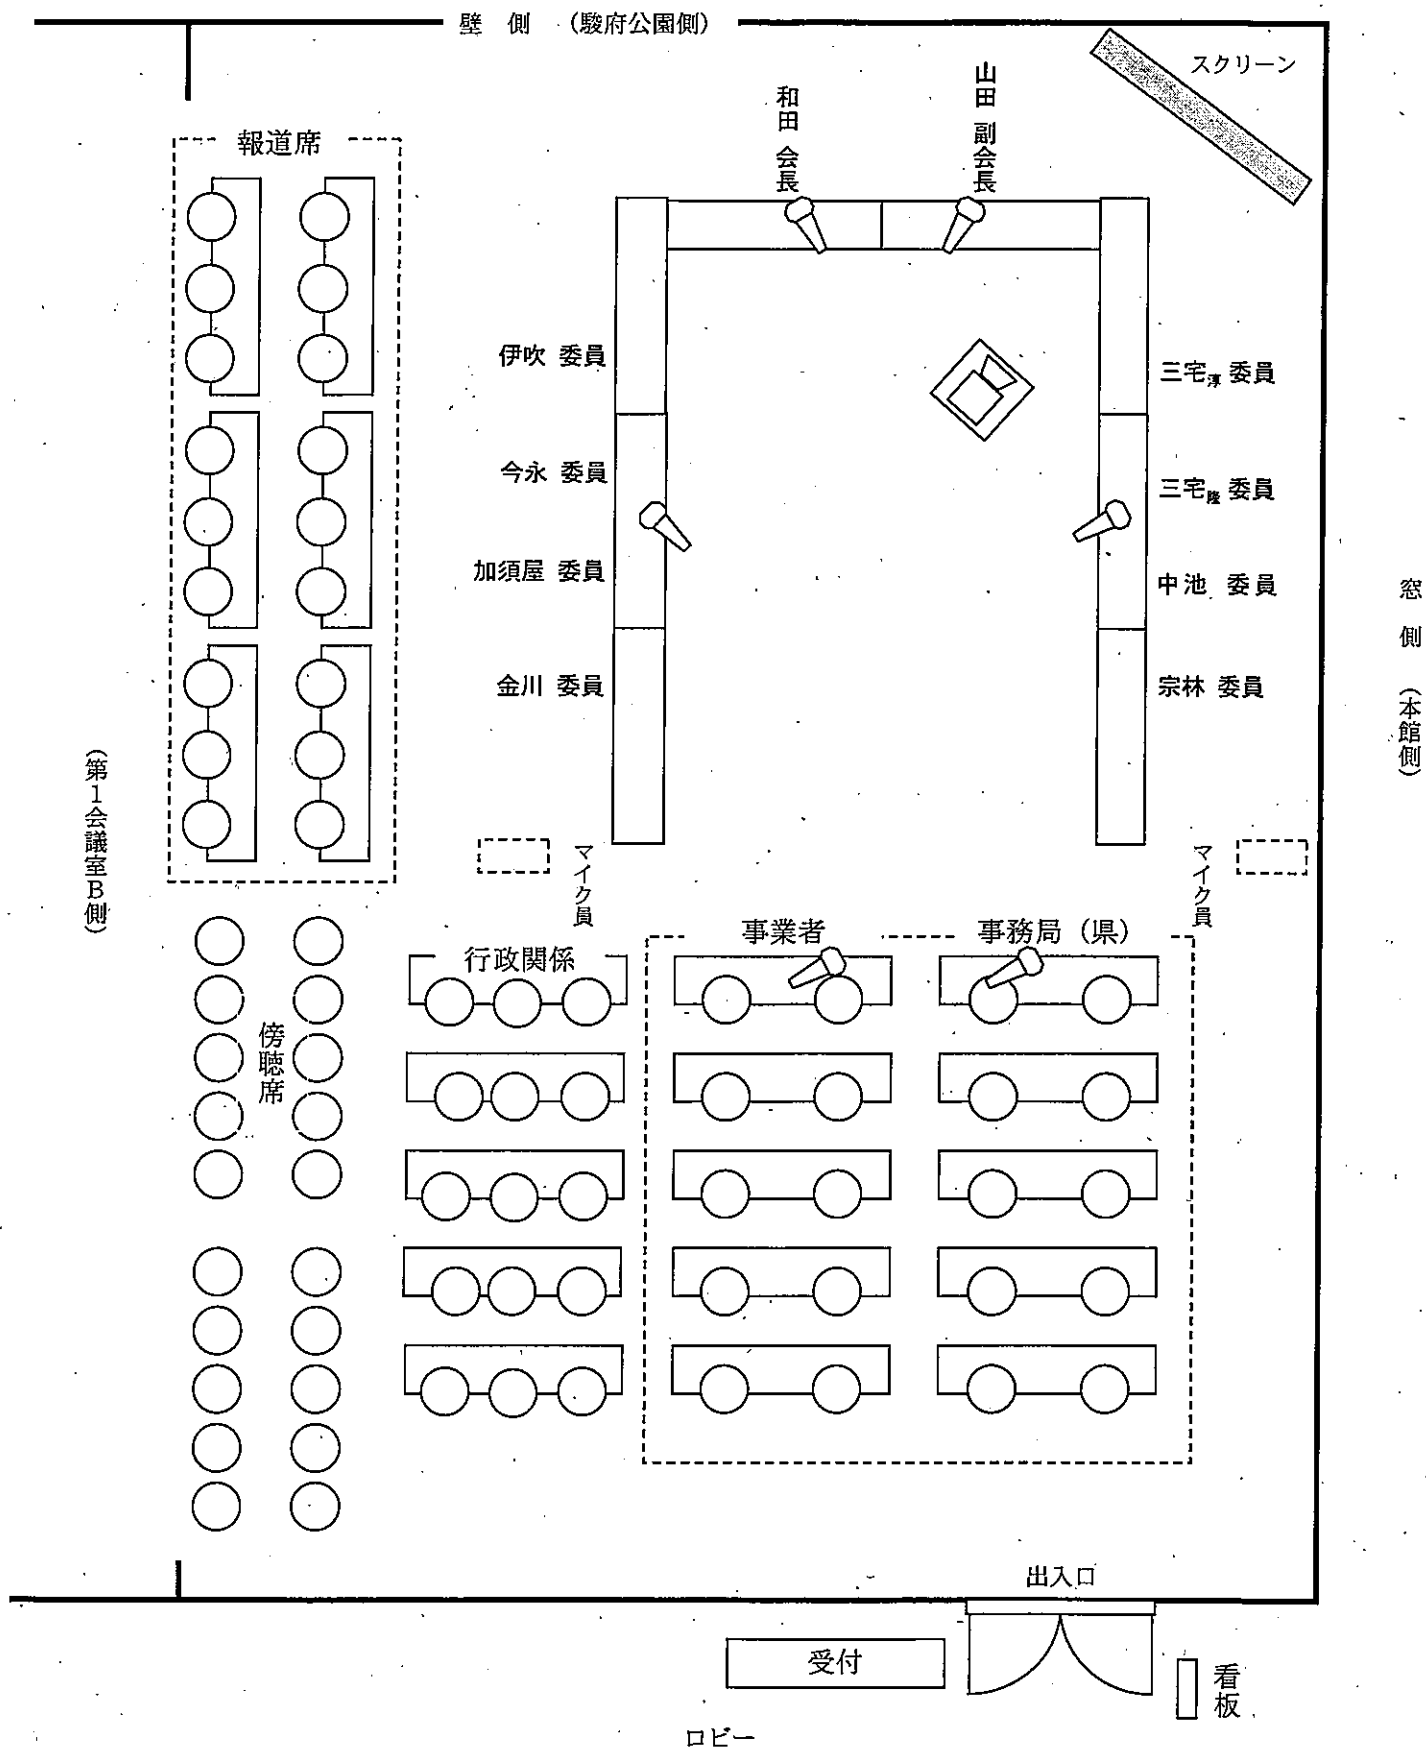 壁 側 (駿府公園側)
スクリーン
和田 会長
山田 副会長
報道席
伊吹 委員
三宅淳 委員
今永 委員
三宅隆 委員
加須屋 委員
中池 委員
金川 委員
宗林 委員
窓 側 (本館側)
(第1会議室B側)
マイク員
マイク員
行政関係
事業者
事務局(県)
傍聴席
出入口
受付
看板
ロビー